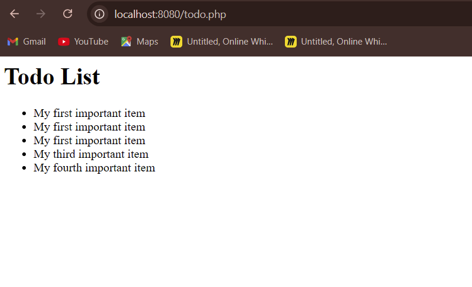 localhost:8080/todo.php
Gmail YouTube Maps Untitled, Online Whi... Untitled, Online Whi...
Todo List
My first important item
My first important item
My first important item
My third important item
My fourth important item